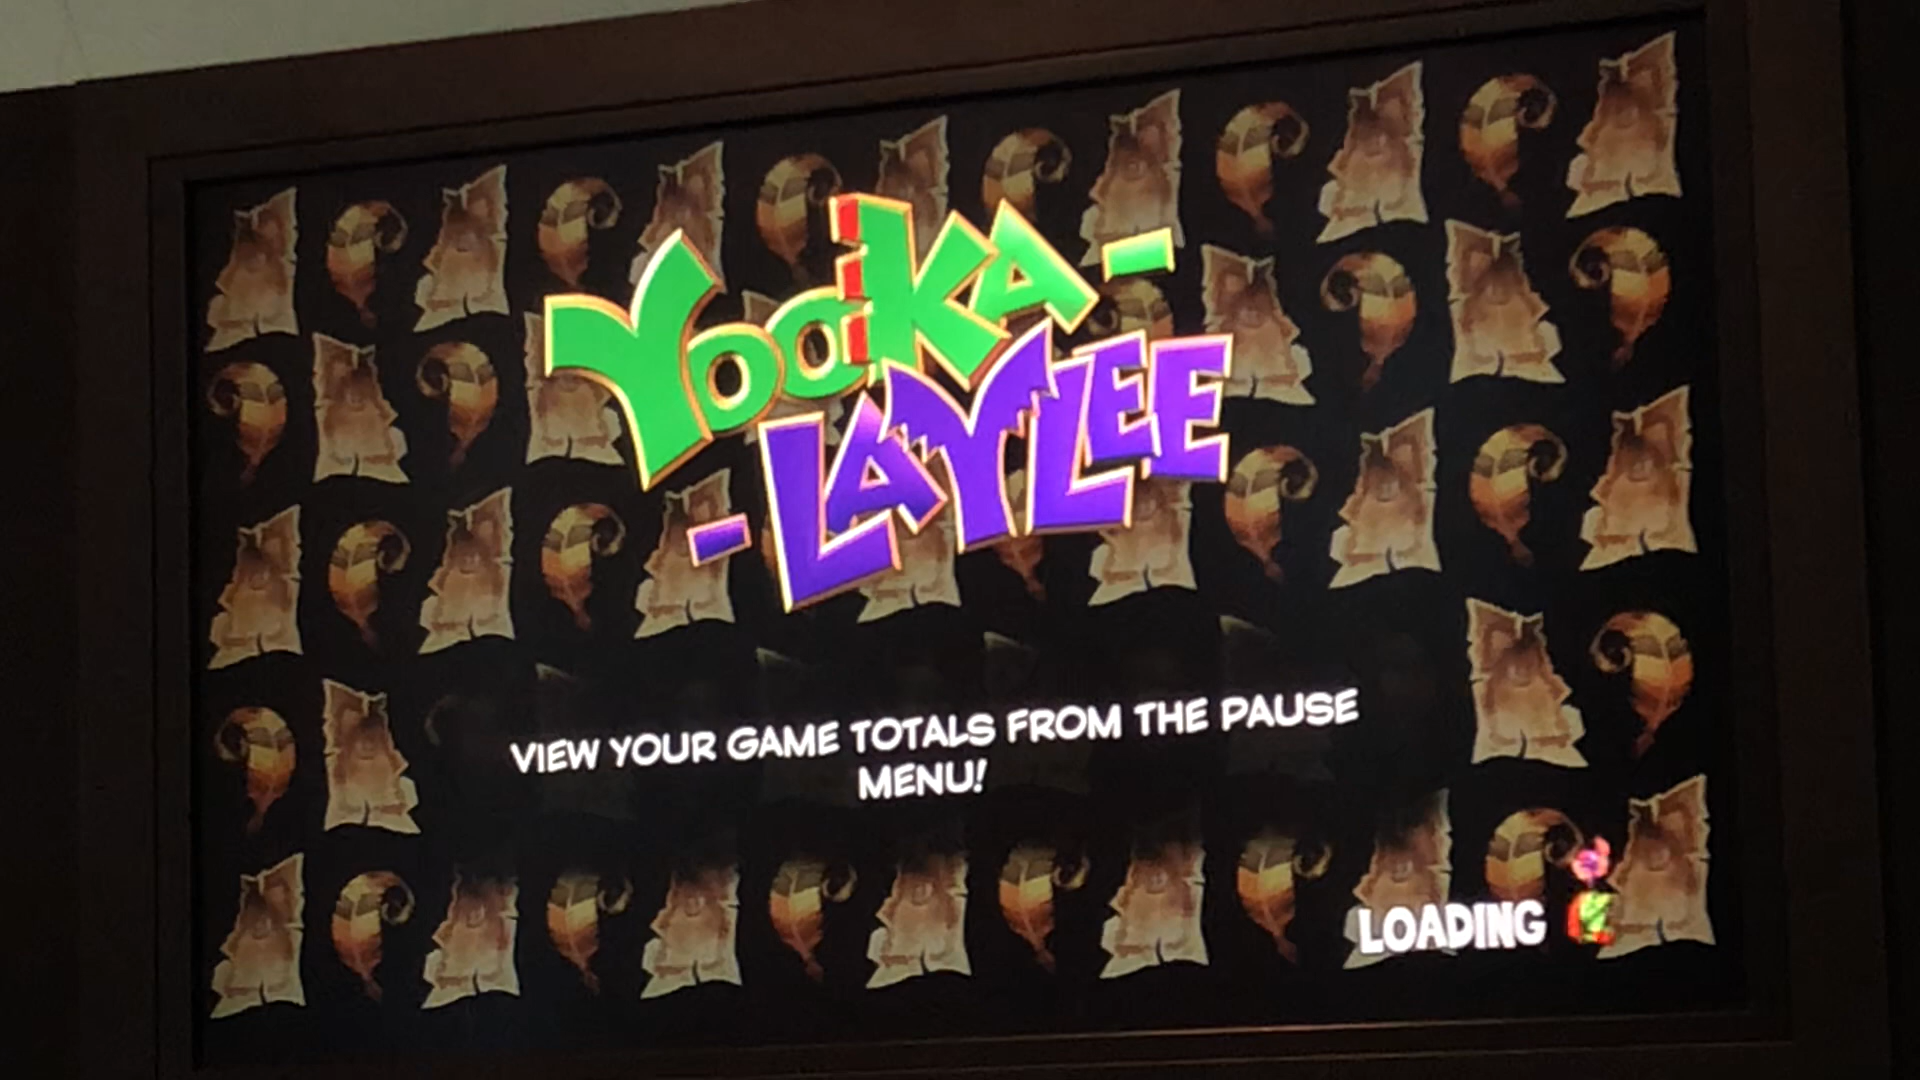 YOOKA-
-LAYLEE
VIEW YOUR GAME TOTALS FROM THE PAUSE
MENU!
LOADING